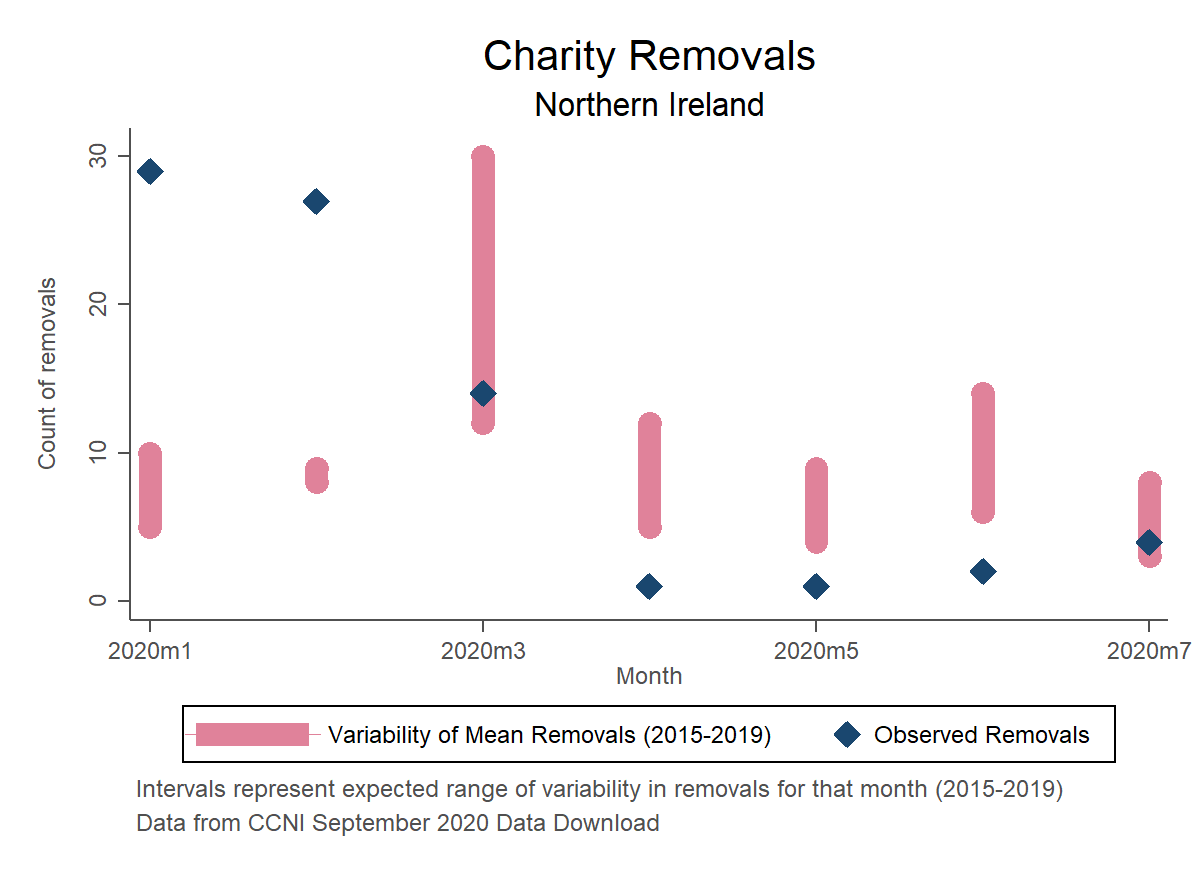 Charity Removals
Northern Ireland
Count of removals
30
20
10
0
2020m1 2020m3 2020m5 2020m7
Month
Variability of Mean Removals (2015-2019) Observed Removals
Intervals represent expected range of variability in removals for that month (2015-2019)
Data from CCNI September 2020 Data Download